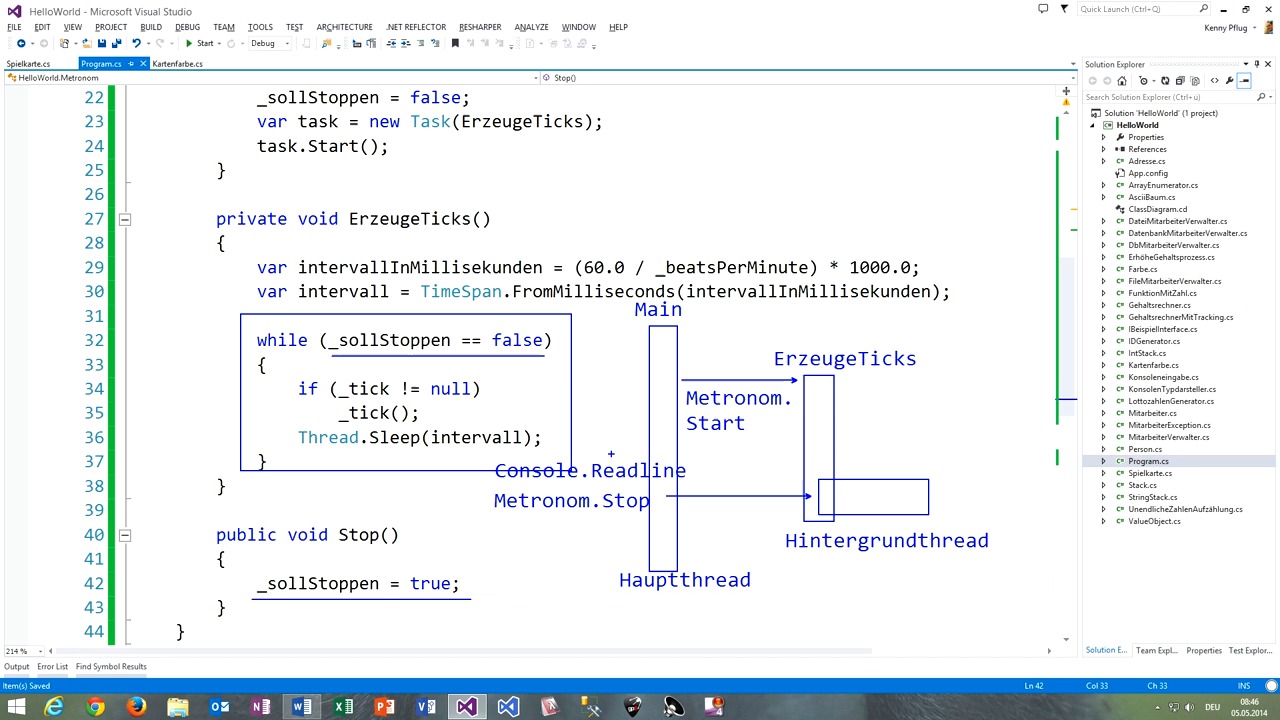 HelloWorld - Microsoft Visual Studio
Quick Launch (Ctrl+Q)
FILE EDIT VIEW PROJECT BUILD DEBUG TEAM TOOLS TEST ARCHITECTURE .NET REFLECTOR RESHARPER ANALYZE WINDOW HELP
Kenny Pflug
Start Debug
Spielkarte.cs Program.cs Kartenfarbe.cs
HelloWorld.Metronom Stop()
22 _sollStoppen = false;
23 var task = new Task(ErzeugeTicks);
24 task.Start();
25 }
26
27 private void ErzeugeTicks()
28 {
29 var intervallInMillisekunden = (60.0 / _beatsPerMinute) * 1000.0;
30 var intervall = TimeSpan.FromMilliseconds(intervallInMillisekunden);
31
32 while (_sollStoppen == false)
33 {
34 if (_tick != null)
35 _tick();
36 Thread.Sleep(intervall);
37 }
38 }
39
40 public void Stop()
41 {
42 _sollStoppen = true;
43 }
44 }
Main
ErzeugeTicks
Metronom.
Start
Console.Readline
Metronom.Stop
Hintergrundthread
Hauptthread
214 %
Solution Explorer
Search Solution Explorer (Ctrl+ü)
Solution 'HelloWorld' (1 project)
HelloWorld
Properties
References
Adresse.cs
App.config
ArrayEnumerator.cs
AsciiBaum.cs
ClassDiagram.cd
DateiMitarbeiterVerwalter.cs
DatenbankMitarbeiterVerwalter.cs
DbMitarbeiterVerwalter.cs
ErhöheGehaltsprozess.cs
Farbe.cs
FileMitarbeiterVerwalter.cs
FunktionMitZahl.cs
Gehaltsrechner.cs
GehaltsrechnerMitTracking.cs
IBeispielInterface.cs
IDGenerator.cs
IntStack.cs
Kartenfarbe.cs
Konsoleneingabe.cs
KonsolenTypdarsteller.cs
LottozahlenGenerator.cs
Mitarbeiter.cs
MitarbeiterException.cs
MitarbeiterVerwalter.cs
Person.cs
Program.cs
Spielkarte.cs
Stack.cs
StringStack.cs
UnendlicheZahlenAufzählung.cs
ValueObject.cs
Solution E... Team Expl... Properties Test Explor...
Output Error List Find Symbol Results
Item(s) Saved Ln 42 Col 33 Ch 33 INS
DEU
08:46
05.05.2014